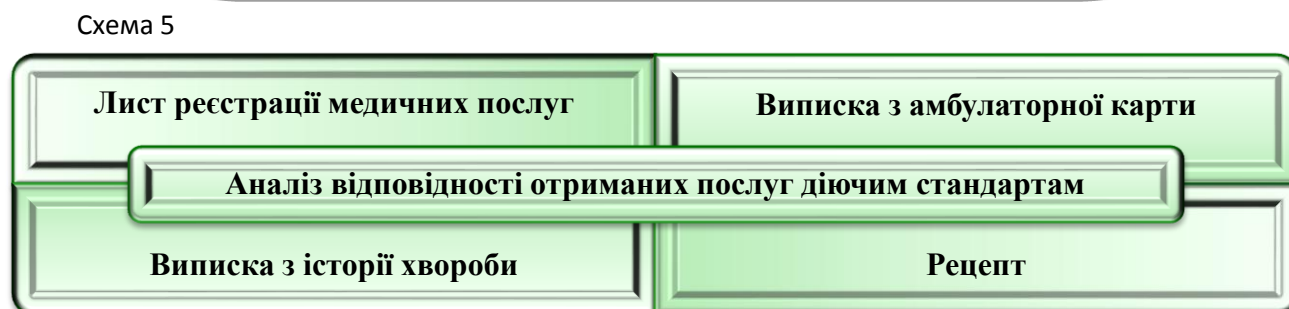 Схема 5
Лист реєстрації медичних послуг
Виписка з амбулаторної карти
Аналіз відповідності отриманих послуг діючим стандартам
Виписка з історії хвороби
Рецепт